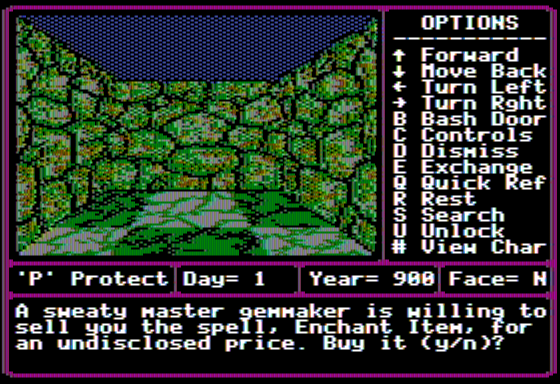 OPTIONS
------------
↑ Forward
↓ Move Back
← Turn Left
→ Turn Rght
B Bash Door
C Controls
D Dismiss
E Exchange
Q Quick Ref
R Rest
S Search
U Unlock
# View Char
'P' Protect Day= 1 Year= 900 Face= N
A sweaty master gemmaker is willing to
sell you the spell, Enchant Item, for
an undisclosed price. Buy it (y/n)?